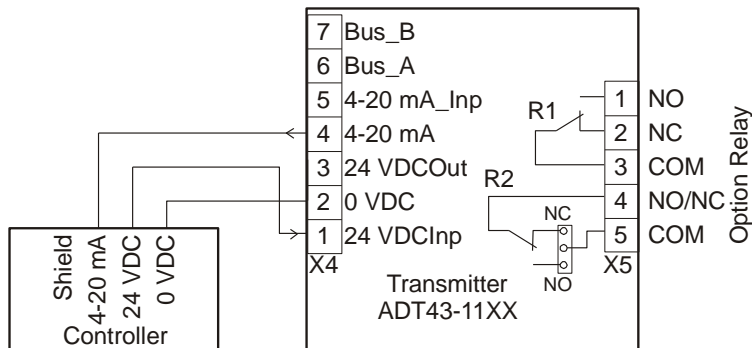 7 Bus_B
6 Bus_A
5 4-20 mA_Inp
4 4-20 mA
3 24 VDCOut
2 0 VDC
1 24 VDCInp
X4
R1
R2
NC
NO
1 NO
2 NC
3 COM
4 NO/NC
5 COM
X5
Option Relay
Transmitter
ADT43-11XX
Shield
4-20 mA
24 VDC
0 VDC
Controller